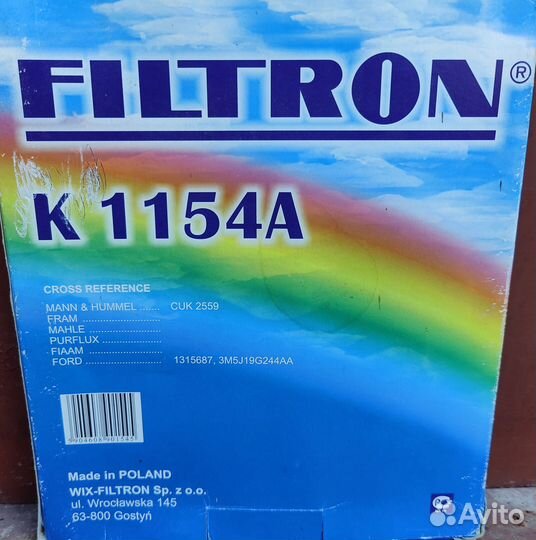 FILTRON®
K 1154A
CROSS REFERENCE
MANN & HUMMEL ...... CUK 2559
FRAM ............................
MAHLE ..........................
PURFLUX .....................
FIAAM ..........................
FORD ............................ 1315687, 3M5J19G244AA
5904608901545
Made in POLAND
WIX-FILTRON Sp. z o.o.
ul. Wrocławska 145
63-800 Gostyń
Avito